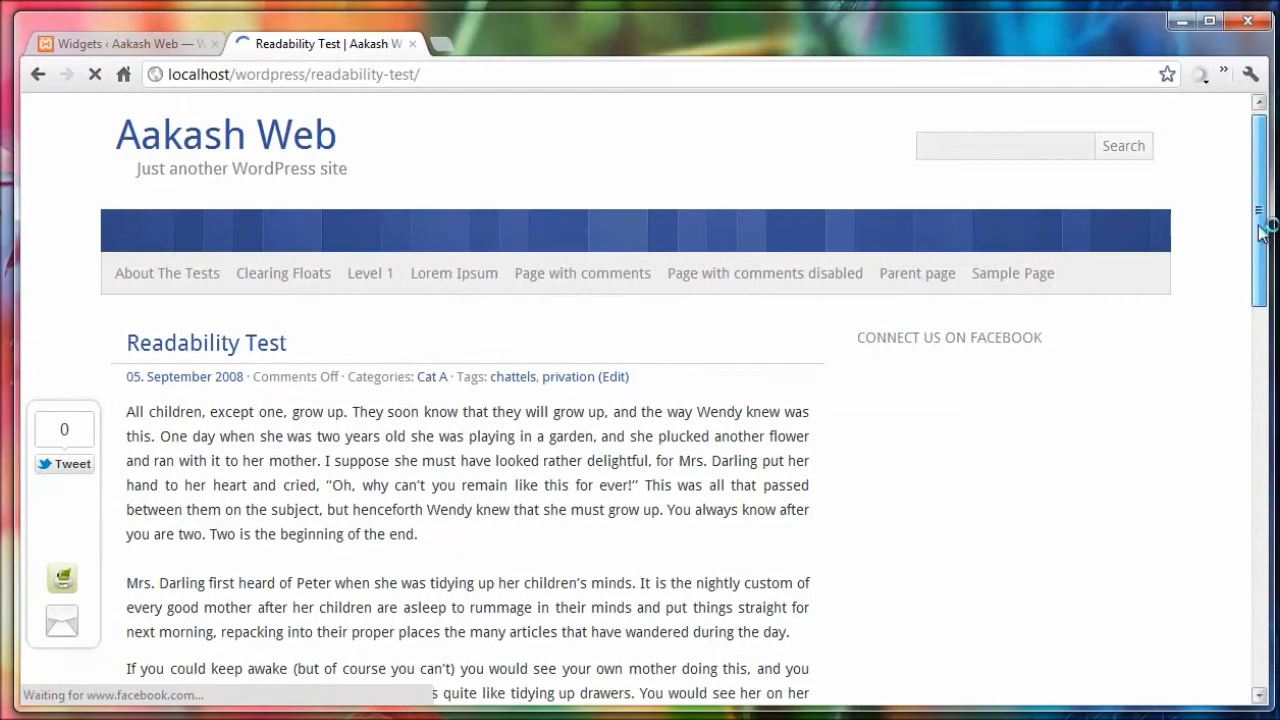 Widgets ‹ Aakash Web — W
Readability Test | Aakash W
localhost/wordpress/readability-test/
Aakash Web
Just another WordPress site
Search
About The Tests Clearing Floats Level 1 Lorem Ipsum Page with comments Page with comments disabled Parent page Sample Page
Readability Test
CONNECT US ON FACEBOOK
05. September 2008 · Comments Off · Categories: Cat A · Tags: chattels, privation (Edit)
All children, except one, grow up. They soon know that they will grow up, and the way Wendy knew was
this. One day when she was two years old she was playing in a garden, and she plucked another flower
and ran with it to her mother. I suppose she must have looked rather delightful, for Mrs. Darling put her
hand to her heart and cried, “Oh, why can’t you remain like this for ever!” This was all that passed
between them on the subject, but henceforth Wendy knew that she must grow up. You always know after
you are two. Two is the beginning of the end.
0
Tweet
Mrs. Darling first heard of Peter when she was tidying up her children’s minds. It is the nightly custom of
every good mother after her children are asleep to rummage in their minds and put things straight for
next morning, repacking into their proper places the many articles that have wandered during the day.
If you could keep awake (but of course you can’t) you would see your own mother doing this, and you
s quite like tidying up drawers. You would see her on her
Waiting for www.facebook.com...